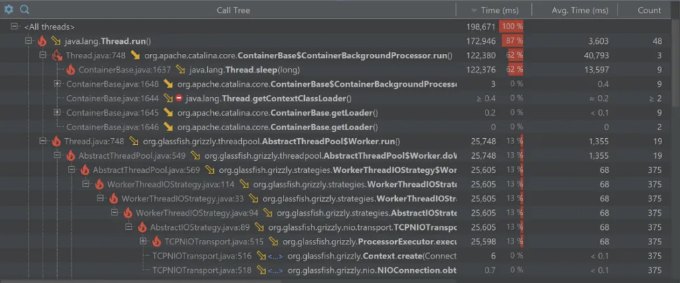 Call Tree Time (ms) Avg. Time (ms) Count
<All threads> 198,671 100 %
java.lang.Thread.run() 172,946 87 % 3,603 48
Thread.java:748 org.apache.catalina.core.ContainerBase$ContainerBackgroundProcessor.run() 122,380 62 % 40,793 3
ContainerBase.java:1637 java.lang.Thread.sleep(long) 122,376 62 % 13,597 9
ContainerBase.java:1648 org.apache.catalina.core.ContainerBase$ContainerBackgroundProcess 3 0 % 0.4 9
ContainerBase.java:1644 java.lang.Thread.getContextClassLoader() ≥ 0.4 0 % ≈ 0.2 ≥ 2
ContainerBase.java:1645 org.apache.catalina.core.ContainerBase.getLoader() 0.2 0 % < 0.1 9
ContainerBase.java:1646 org.apache.catalina.core.ContainerBase.getLoader() 0 0 % 0 2
Thread.java:748 org.glassfish.grizzly.threadpool.AbstractThreadPool$Worker.run() 25,748 13 % 1,355 19
AbstractThreadPool.java:549 org.glassfish.grizzly.threadpool.AbstractThreadPool$Worker.doW 25,748 13 % 1,355 19
AbstractThreadPool.java:569 org.glassfish.grizzly.strategies.WorkerThreadIOStrategy$Wor 25,605 13 % 68 375
WorkerThreadIOStrategy.java:114 org.glassfish.grizzly.strategies.WorkerThreadIOStrate 25,605 13 % 68 375
WorkerThreadIOStrategy.java:33 org.glassfish.grizzly.strategies.WorkerThreadIOStrat 25,605 13 % 68 375
WorkerThreadIOStrategy.java:94 org.glassfish.grizzly.strategies.AbstractIOStrat 25,605 13 % 68 375
AbstractIOStrategy.java:89 org.glassfish.grizzly.nio.transport.TCPNIOTranspo 25,605 13 % 68 375
TCPNIOTransport.java:515 org.glassfish.grizzly.ProcessorExecutor.execu 25,598 13 % 68 375
TCPNIOTransport.java:516 <...> org.glassfish.grizzly.Context.create(Connect 6 0 % < 0.1 375
TCPNIOTransport.java:518 <...> org.glassfish.grizzly.nio.NIOConnection.obt 0.7 0 % < 0.1 375